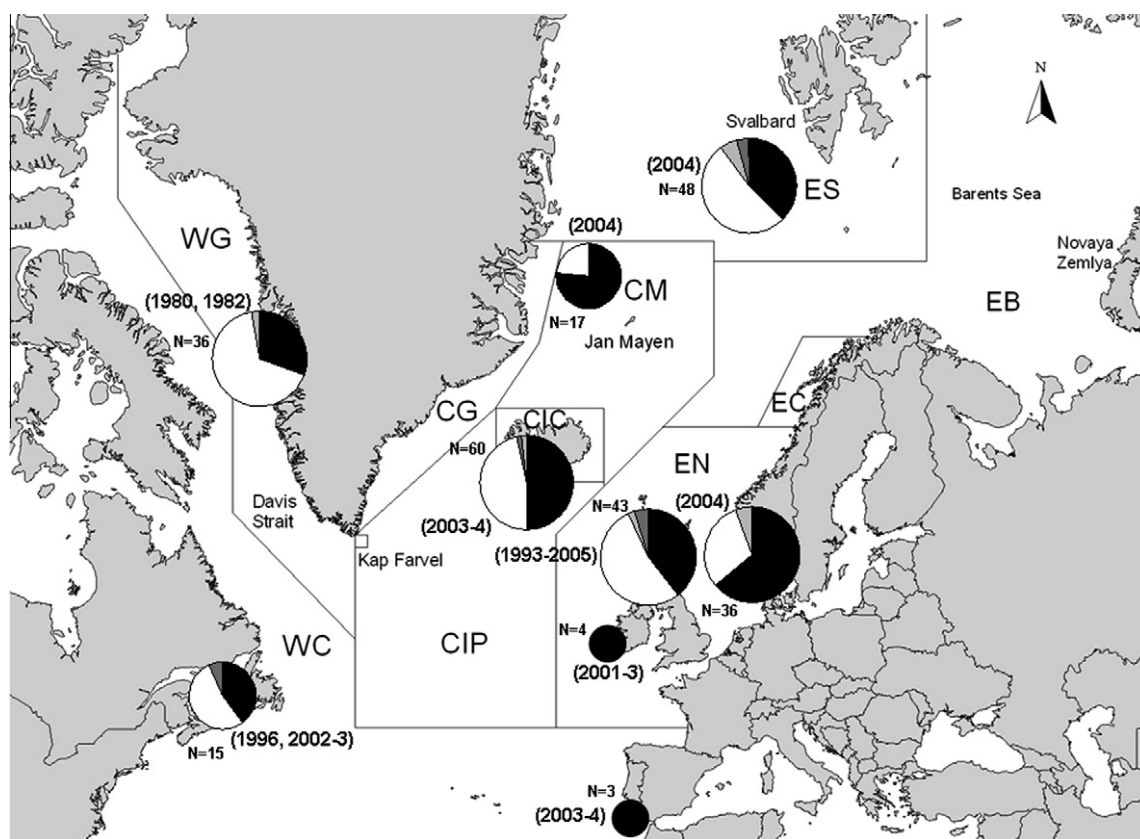 N
Svalbard
(2004)
N=48
ES
Barents Sea
WG
Novaya
Zemlya
(2004)
CM
EB
(1980, 1982)
N=17
N=36
Jan Mayen
CG
CIC
EC
N=60
EN
Davis
Strait
(2003-4)
N=43
(2004)
(1993-2005)
Kap Farvel
N=36
WC
CIP
N=4
(2001-3)
(1996, 2002-3)
N=15
N=3
(2003-4)